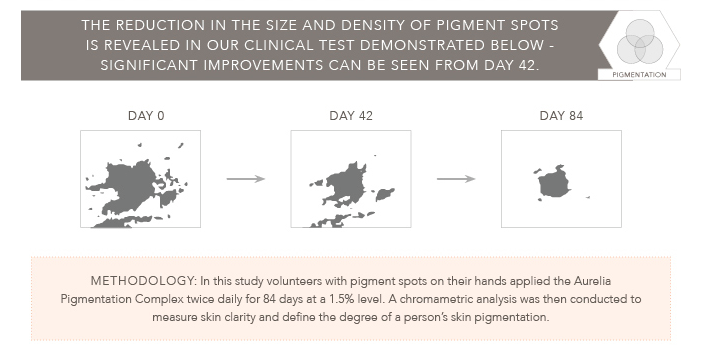 THE REDUCTION IN THE SIZE AND DENSITY OF PIGMENT SPOTS
IS REVEALED IN OUR CLINICAL TEST DEMONSTRATED BELOW -
SIGNIFICANT IMPROVEMENTS CAN BE SEEN FROM DAY 42.
PIGMENTATION
DAY 0
DAY 42
DAY 84
METHODOLOGY: In this study volunteers with pigment spots on their hands applied the Aurelia
Pigmentation Complex twice daily for 84 days at a 1.5% level. A chromametric analysis was then conducted to
measure skin clarity and define the degree of a person's skin pigmentation.